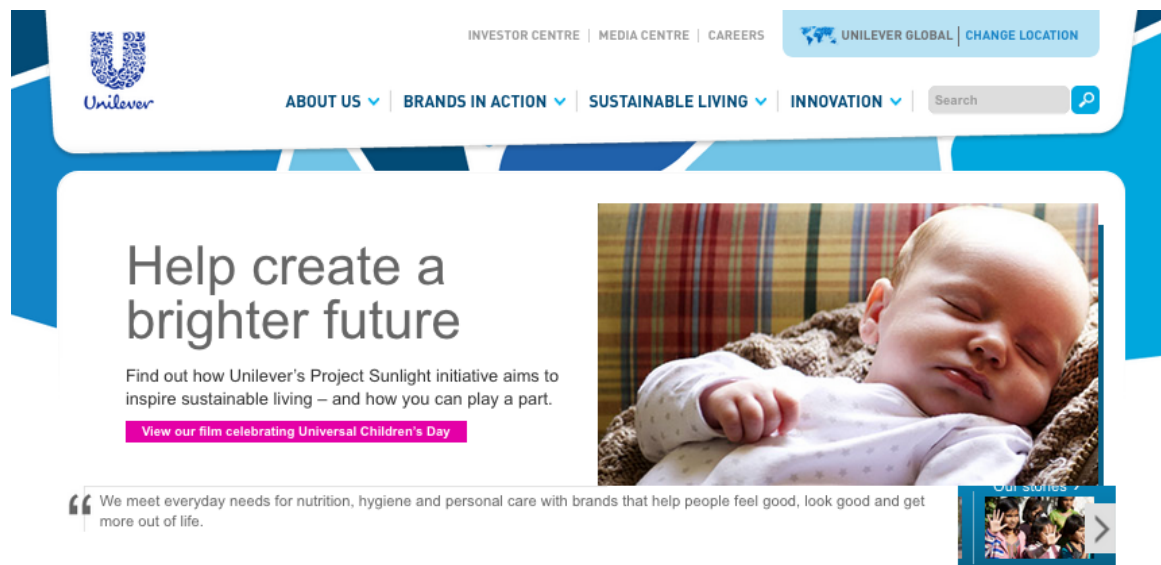 INVESTOR CENTRE | MEDIA CENTRE | CAREERS
UNILEVER GLOBAL | CHANGE LOCATION
Unilever
ABOUT US
BRANDS IN ACTION
SUSTAINABLE LIVING
INNOVATION
Search
Help create a
brighter future
Find out how Unilever's Project Sunlight initiative aims to
inspire sustainable living – and how you can play a part.
View our film celebrating Universal Children's Day
“ We meet everyday needs for nutrition, hygiene and personal care with brands that help people feel good, look good and get
more out of life.
Our stories